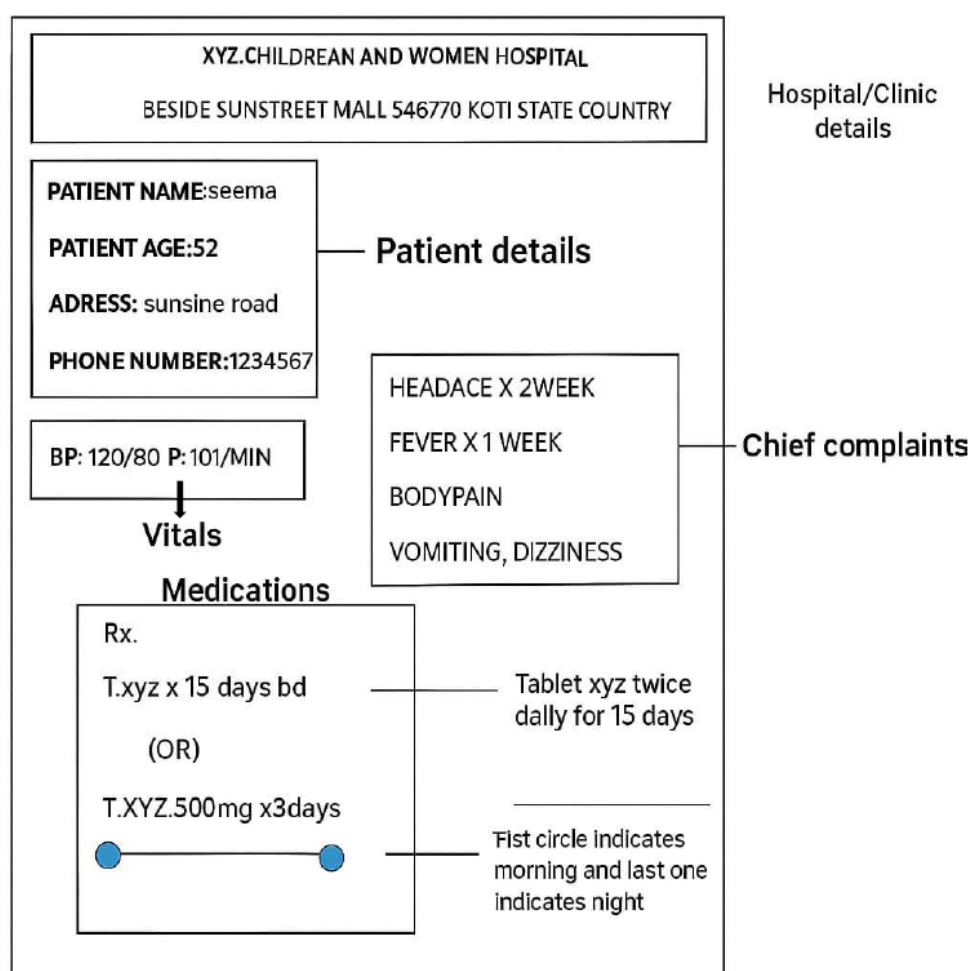 XYZ.CHILDREAN AND WOMEN HOSPITAL
BESIDE SUNSTREET MALL 546770 KOTI STATE COUNTRY
Hospital/Clinic
details
PATIENT NAME:seema
PATIENT AGE:52
ADRESS: sunsine road
PHONE NUMBER:1234567
Patient details
HEADACE X 2WEEK
FEVER X 1 WEEK
BODYPAIN
VOMITING, DIZZINESS
Chief complaints
BP: 120/80 P: 101/MIN
Vitals
Medications
Rx.
T.xyz x 15 days bd
(OR)
T.XYZ.500mg x3days
Tablet xyz twice
dally for 15 days
Fist circle indicates
morning and last one
indicates night